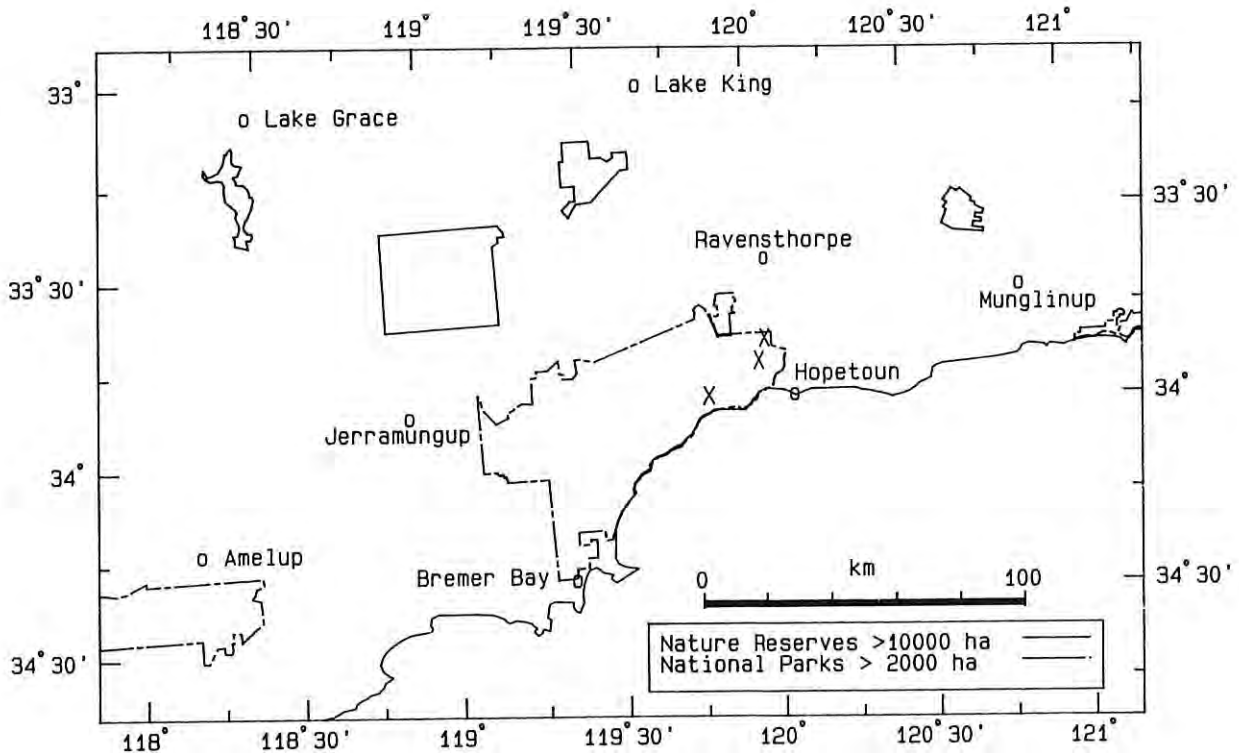 118° 30'
119°
119° 30'
120°
120° 30'
121°
33°
o Lake King
o Lake Grace
33° 30'
Ravensthorpe
o
33° 30'
o
Munglinup
X
X
Hopetoun
o
34°
X
o
Jerramungup
34°
o Amelup
Bremer Bay o
0 km 100
34° 30'
Nature Reserves >10000 ha
National Parks > 2000 ha
34° 30'
118°
118° 30'
119°
119° 30'
120°
120° 30'
121°